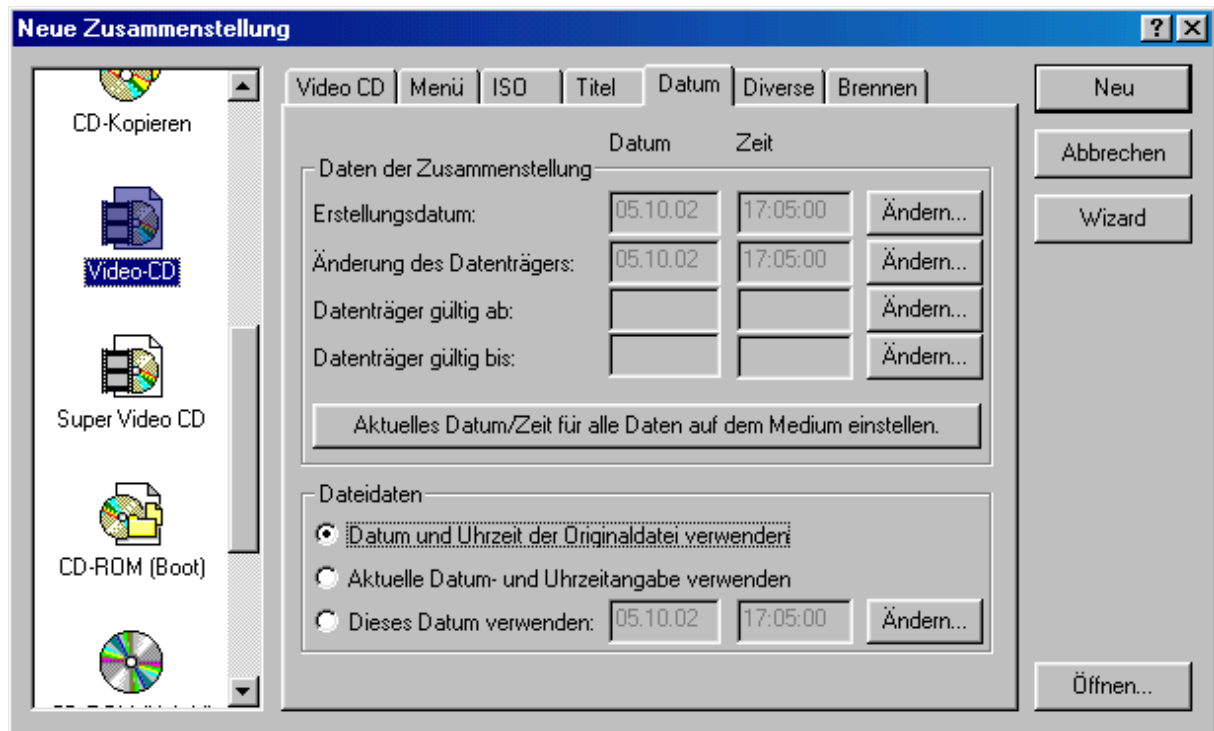 Neue Zusammenstellung
CD-Kopieren
Video-CD
Super Video CD
CD-ROM (Boot)
Video CD
Menü
ISO
Titel
Datum
Diverse
Brennen
Datum
Zeit
Daten der Zusammenstellung
Erstellungsdatum: 05.10.02 17:05:00 Ändern...
Änderung des Datenträgers: 05.10.02 17:05:00 Ändern...
Datenträger gültig ab: Ändern...
Datenträger gültig bis: Ändern...
Aktuelles Datum/Zeit für alle Daten auf dem Medium einstellen.
Dateidaten
Datum und Uhrzeit der Originaldatei verwenden
Aktuelle Datum- und Uhrzeitangabe verwenden
Dieses Datum verwenden: 05.10.02 17:05:00 Ändern...
Neu
Abbrechen
Wizard
Öffnen...